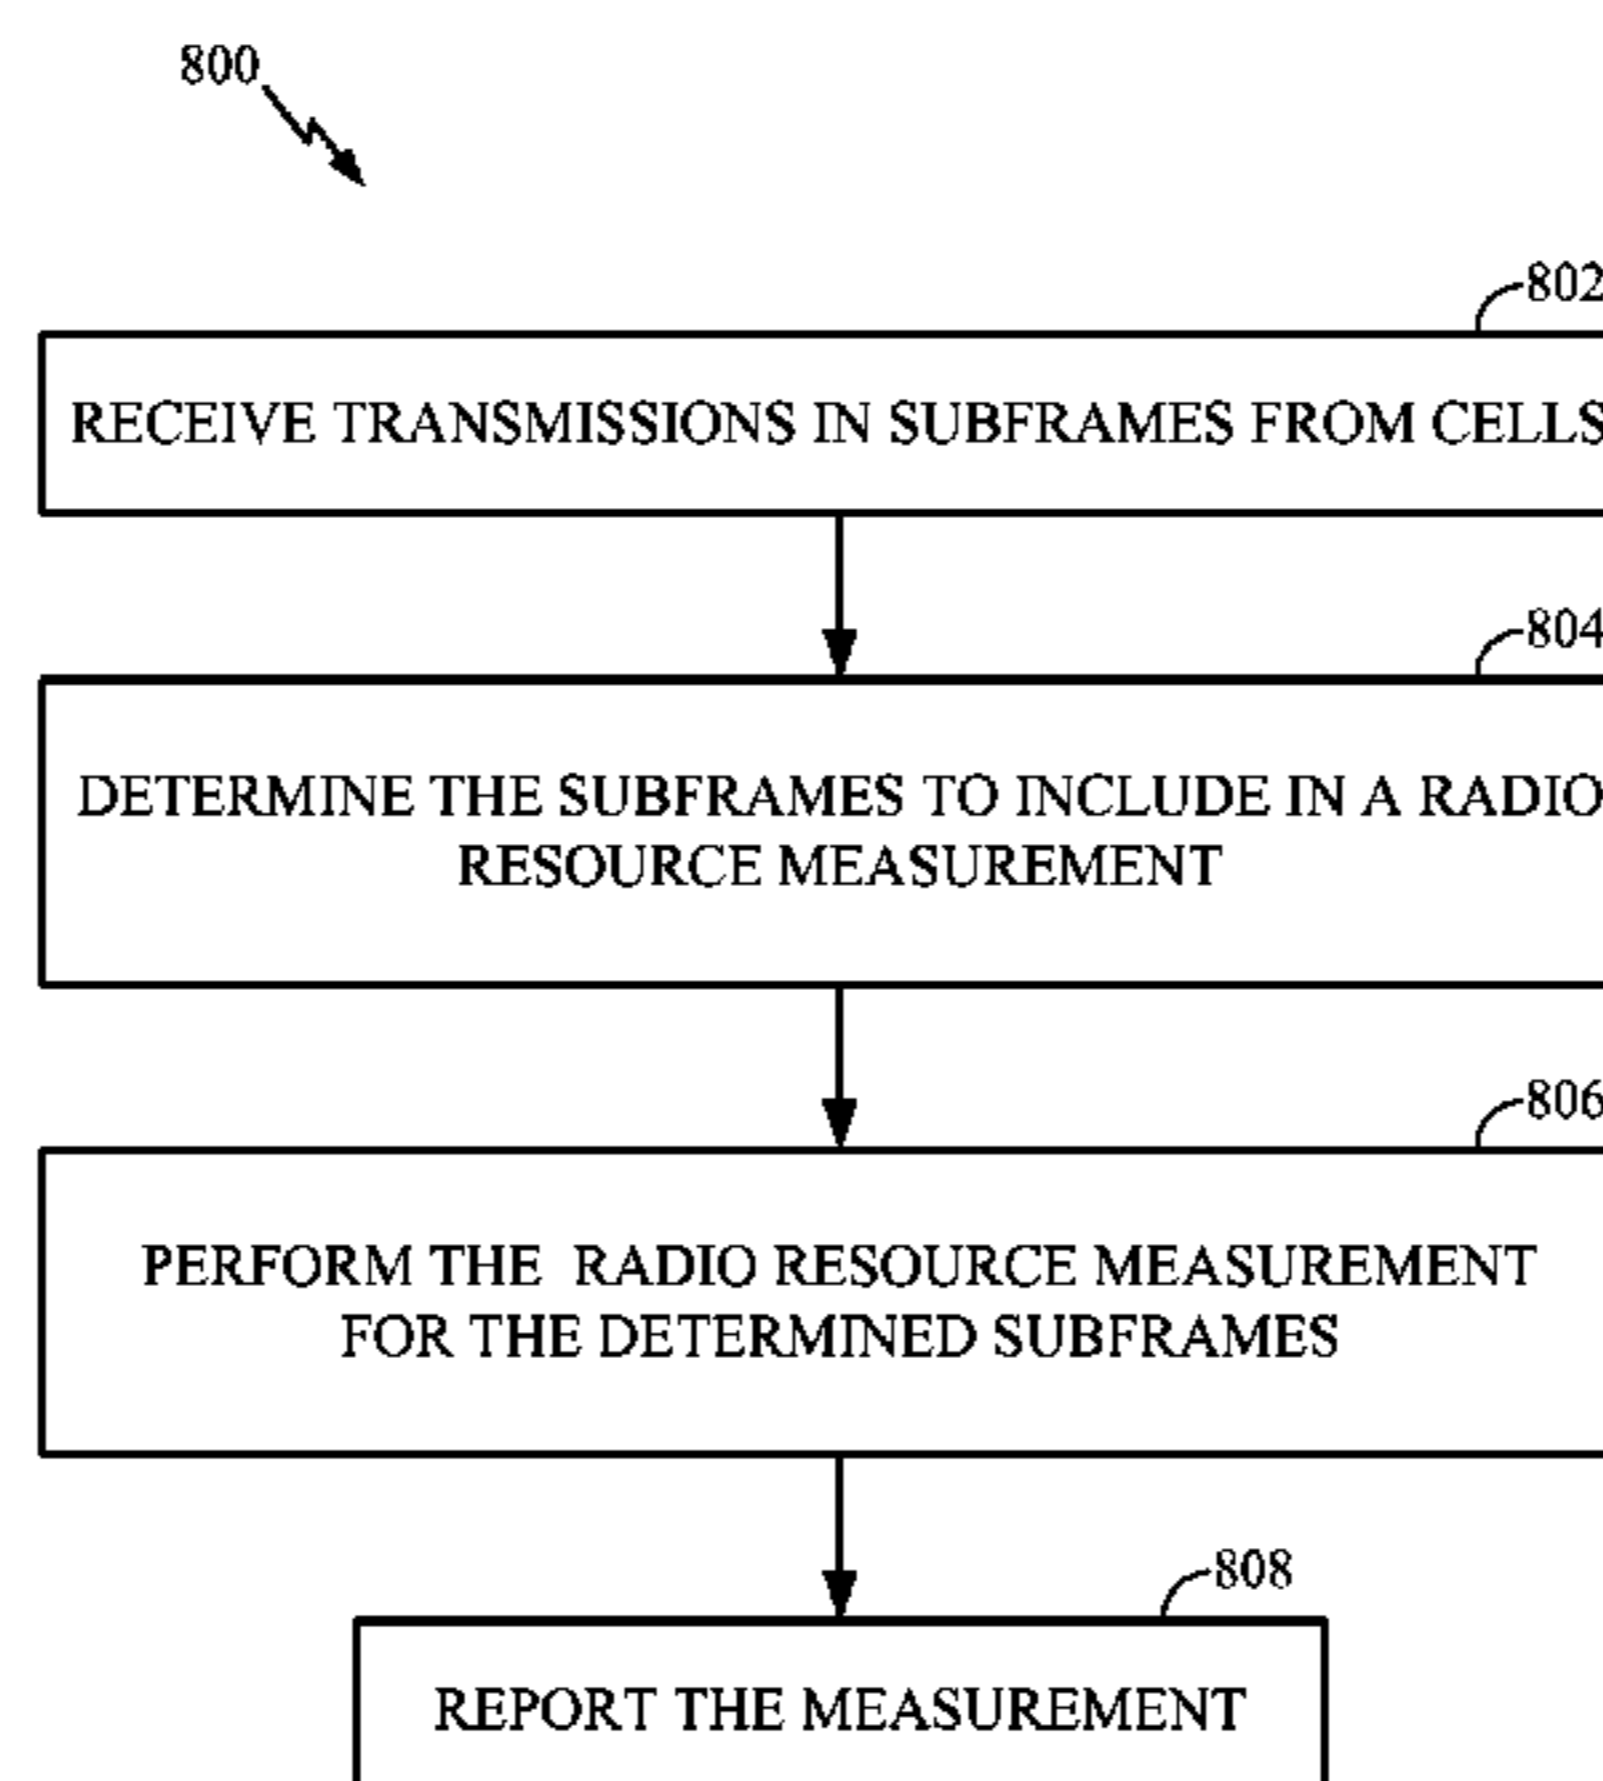 800
802
RECEIVE TRANSMISSIONS IN SUBFRAMES FROM CELLS
804
DETERMINE THE SUBFRAMES TO INCLUDE IN A RADIO
RESOURCE MEASUREMENT
806
PERFORM THE RADIO RESOURCE MEASUREMENT
FOR THE DETERMINED SUBFRAMES
808
REPORT THE MEASUREMENT